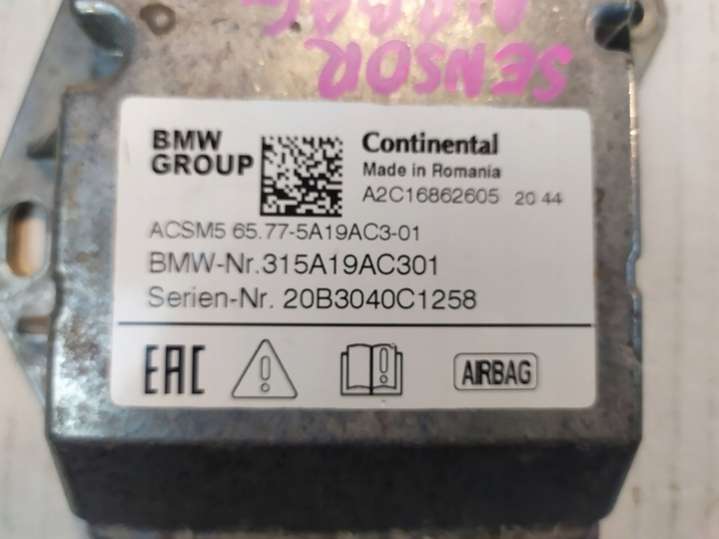 AIRBAG
SENSOR
BMW GROUP
Continental
Made in Romania
A2C16862605 20 44
ACSM5 65.77-5A19AC3-01
BMW-Nr.315A19AC301
Serien-Nr. 20B3040C1258
EAC
AIRBAG